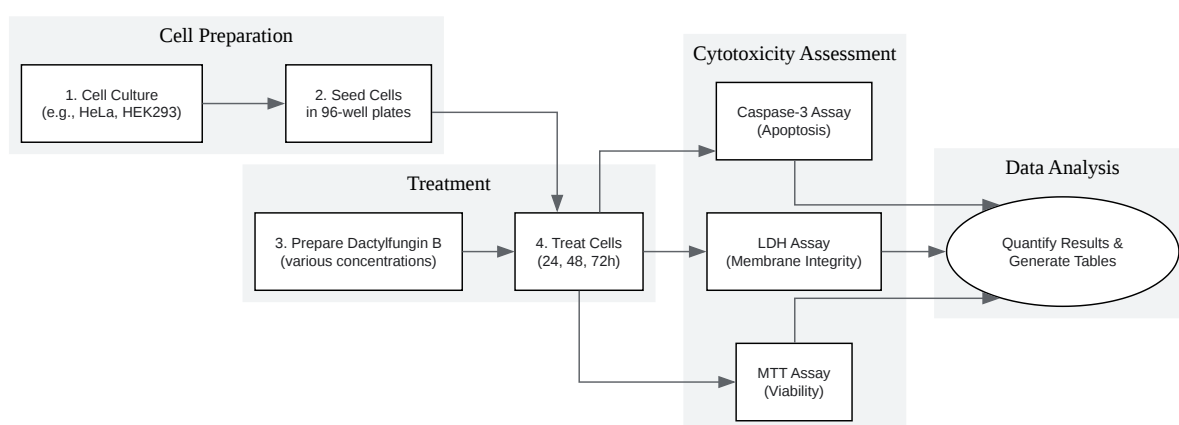 Cell Preparation
1. Cell Culture
(e.g., HeLa, HEK293)
2. Seed Cells
in 96-well plates
Treatment
3. Prepare Dactylfungin B
(various concentrations)
4. Treat Cells
(24, 48, 72h)
Cytotoxicity Assessment
Caspase-3 Assay
(Apoptosis)
LDH Assay
(Membrane Integrity)
MTT Assay
(Viability)
Data Analysis
Quantify Results &
Generate Tables